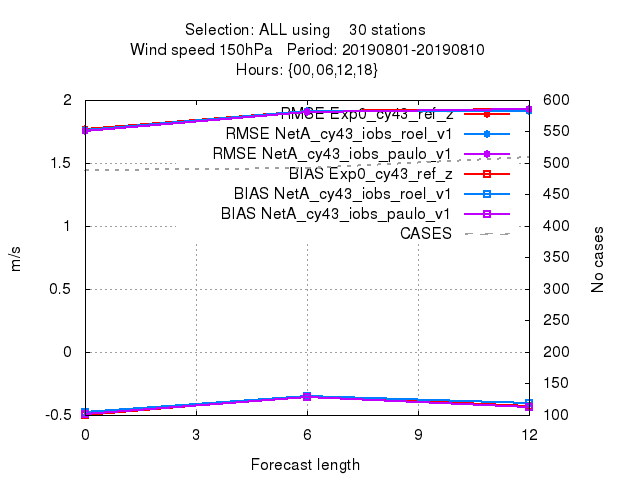 Selection: ALL using 30 stations
Wind speed 150hPa Period: 20190801-20190810
Hours: {00,06,12,18}
2
1.5
1
0.5
0
-0.5
m/s
RMSE Exp0_cy43_ref_z
RMSE NetA_cy43_iobs_roel_v1
RMSE NetA_cy43_iobs_paulo_v1
BIAS Exp0_cy43_ref_z
BIAS NetA_cy43_iobs_roel_v1
BIAS NetA_cy43_iobs_paulo_v1
CASES
600
550
500
450
400
350
300
250
200
150
100
No cases
0 3 6 9 12
Forecast length